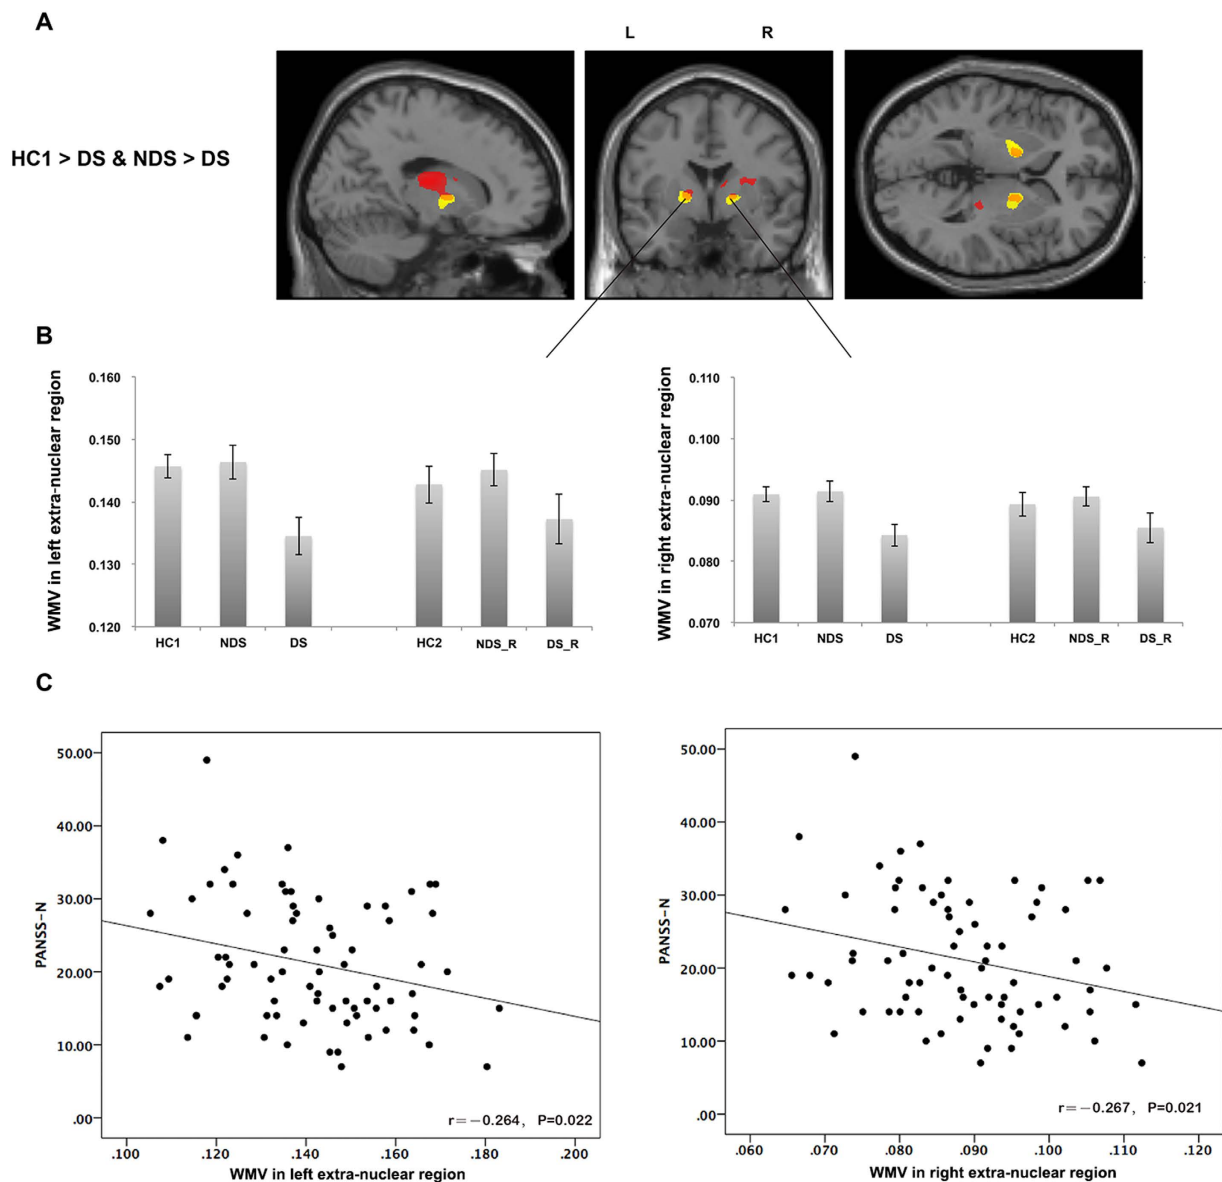 A
L R
HC1 > DS & NDS > DS
B
WMV in left extra-nuclear region
0.160
0.150
0.140
0.130
0.120
HC1 NDS DS HC2 NDS_R DS_R
WMV in right extra-nuclear region
0.110
0.100
0.090
0.080
0.070
HC1 NDS DS HC2 NDS_R DS_R
C
PANSS-N
50.00
40.00
30.00
20.00
10.00
.00
r=-0.264, P=0.022
.100 .120 .140 .160 .180 .200
WMV in left extra-nuclear region
PANSS-N
50.00
40.00
30.00
20.00
10.00
.00
r=-0.267, P=0.021
.060 .070 .080 .090 .100 .110 .120
WMV in right extra-nuclear region